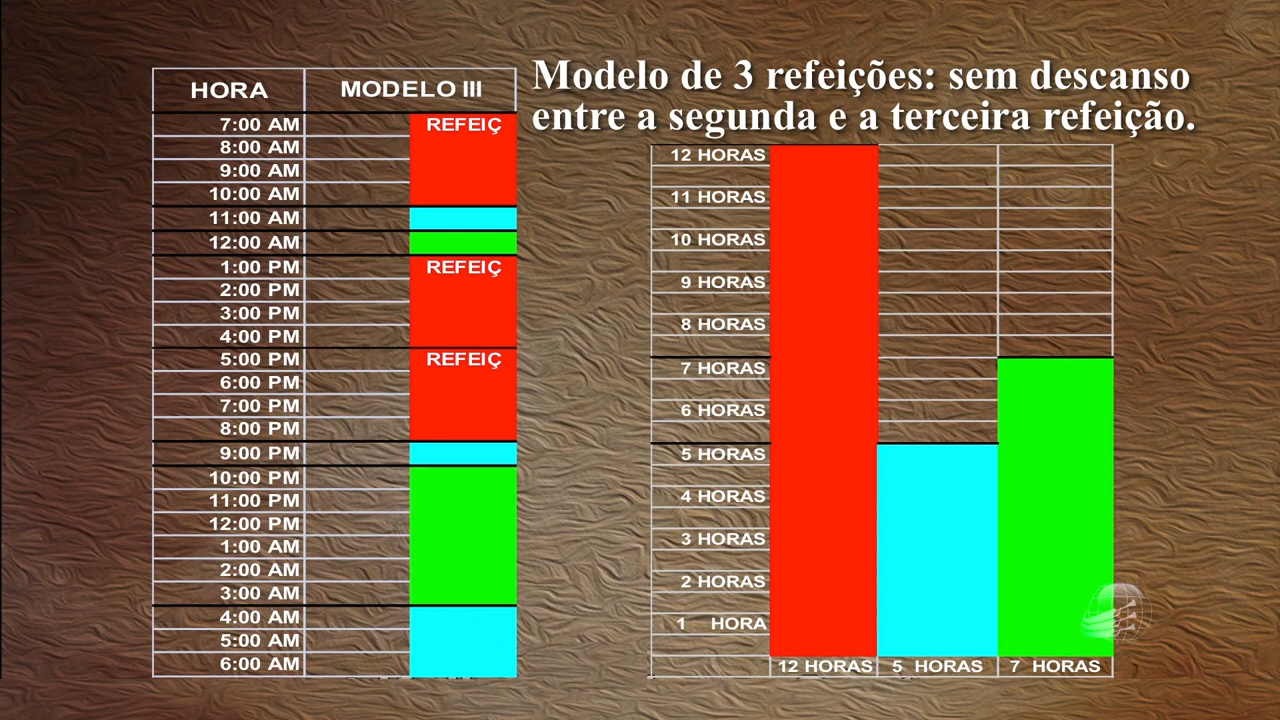 Modelo de 3 refeições: sem descanso
entre a segunda e a terceira refeição.
HORA MODELO III
7:00 AM REFEIÇ
8:00 AM
9:00 AM
10:00 AM
11:00 AM
12:00 AM
1:00 PM REFEIÇ
2:00 PM
3:00 PM
4:00 PM
5:00 PM REFEIÇ
6:00 PM
7:00 PM
8:00 PM
9:00 PM
10:00 PM
11:00 PM
12:00 PM
1:00 AM
2:00 AM
3:00 AM
4:00 AM
5:00 AM
6:00 AM
12 HORAS
11 HORAS
10 HORAS
9 HORAS
8 HORAS
7 HORAS
6 HORAS
5 HORAS
4 HORAS
3 HORAS
2 HORAS
1 HORA
12 HORAS 5 HORAS 7 HORAS